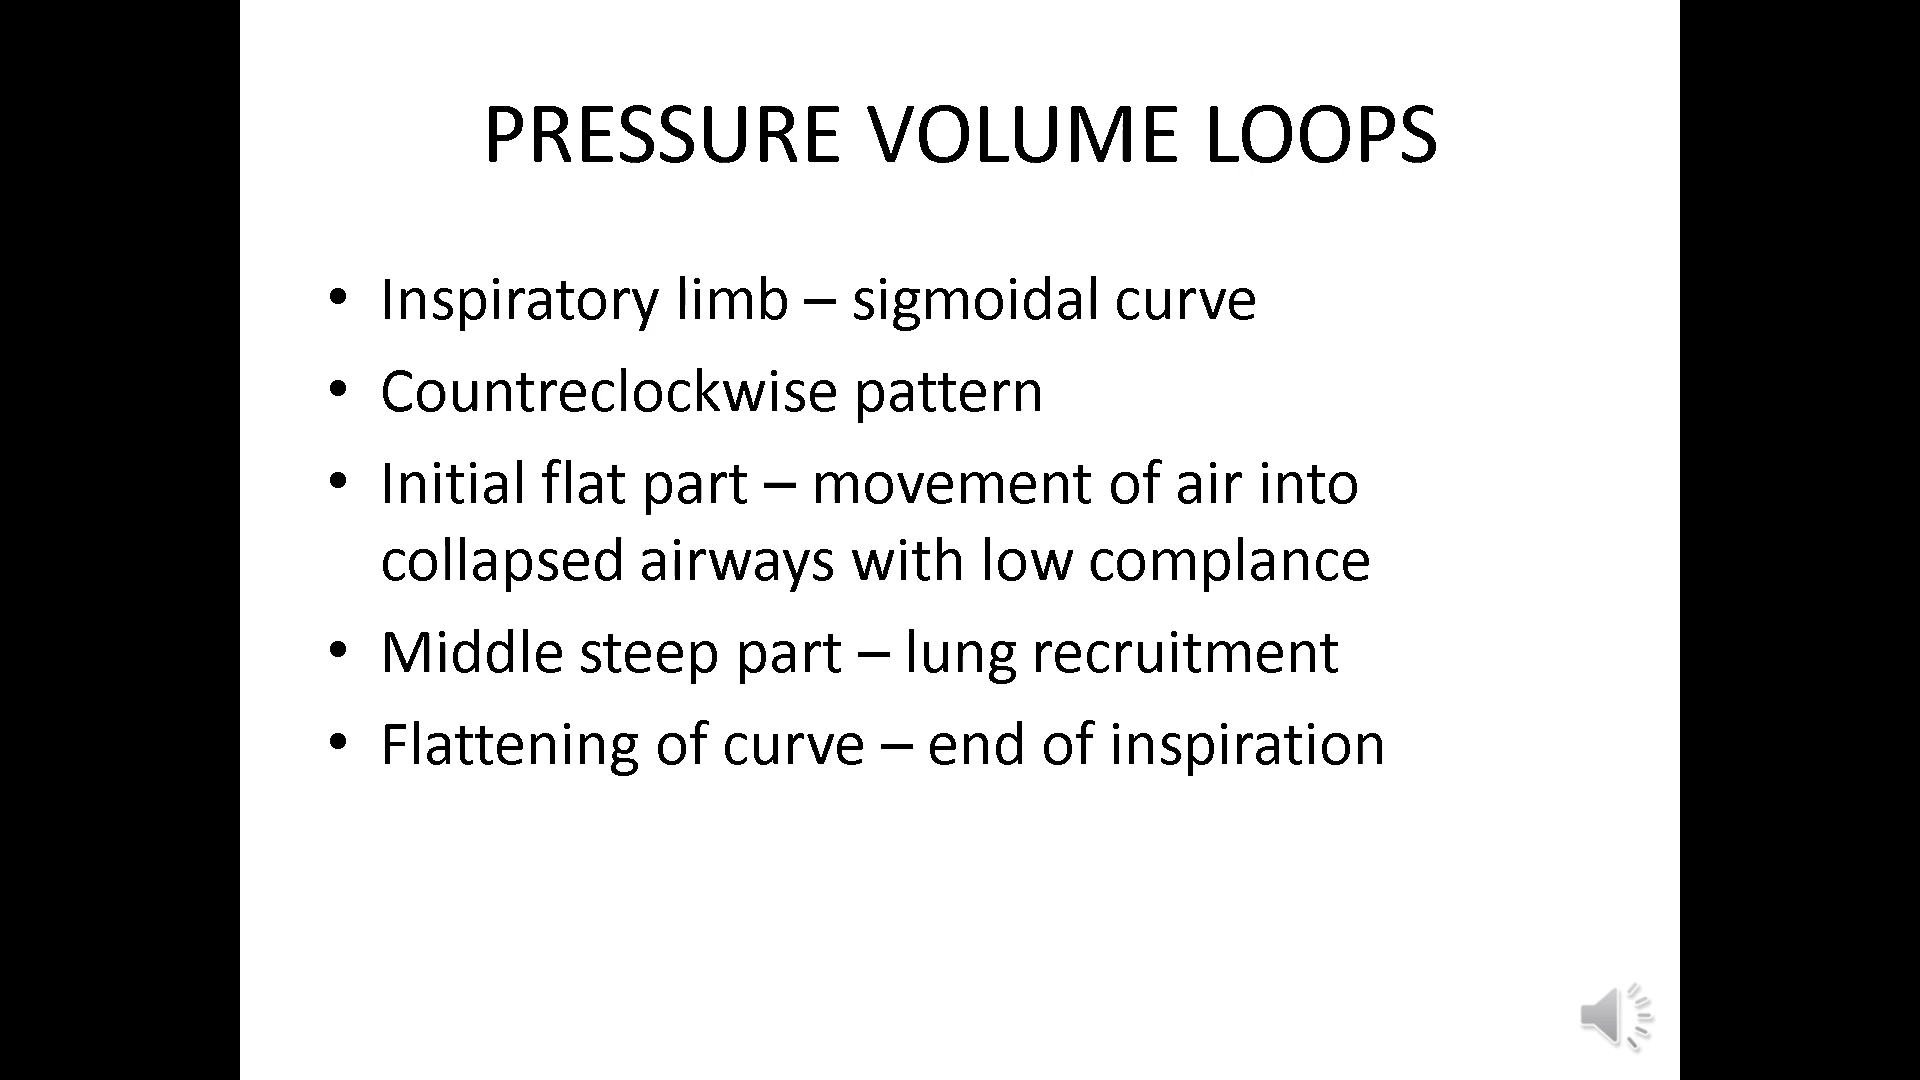 PRESSURE VOLUME LOOPS
• Inspiratory limb – sigmoidal curve
• Countreclockwise pattern
• Initial flat part – movement of air into
collapsed airways with low complance
• Middle steep part – lung recruitment
• Flattening of curve – end of inspiration